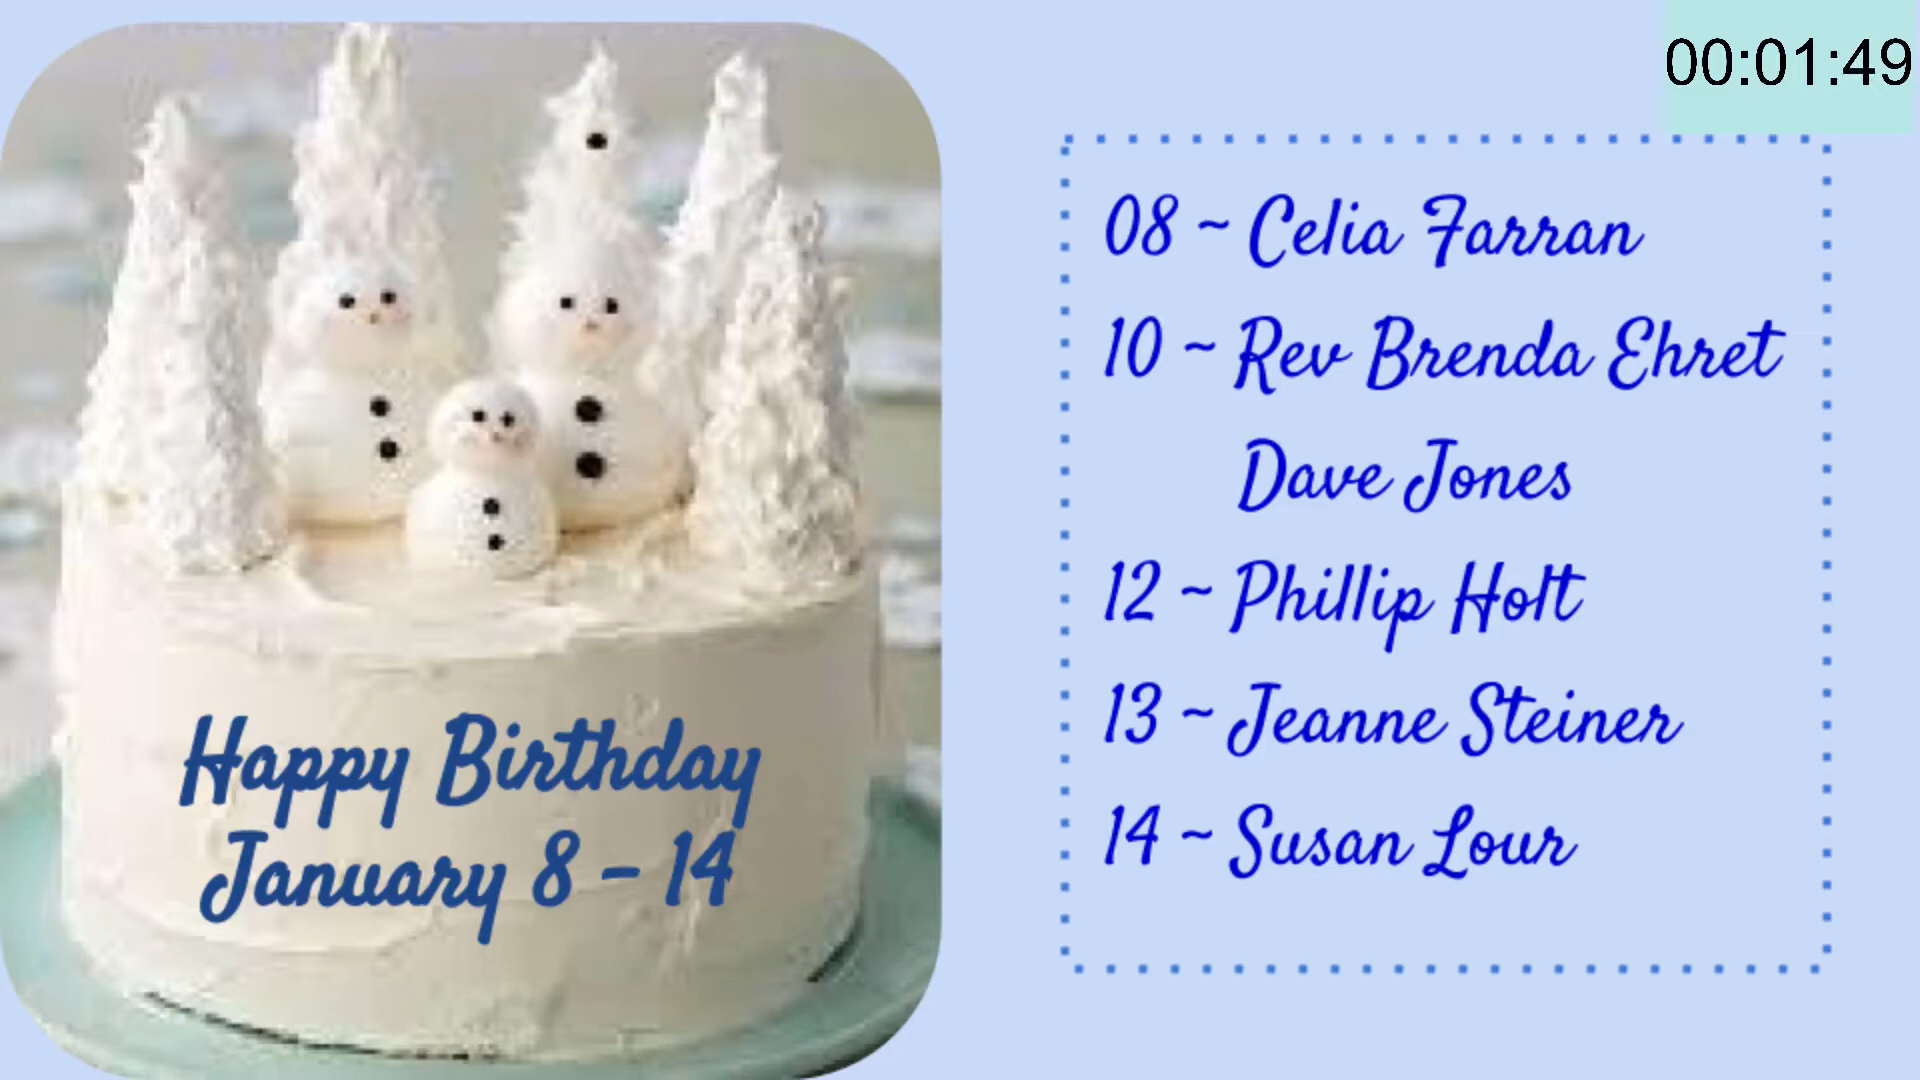 00:01:49
08 ~ Celia Farran
10 ~ Rev Brenda Ehret
Dave Jones
12 ~ Phillip Holt
13 ~ Jeanne Steiner
14 ~ Susan Lour
Happy Birthday
January 8 - 14